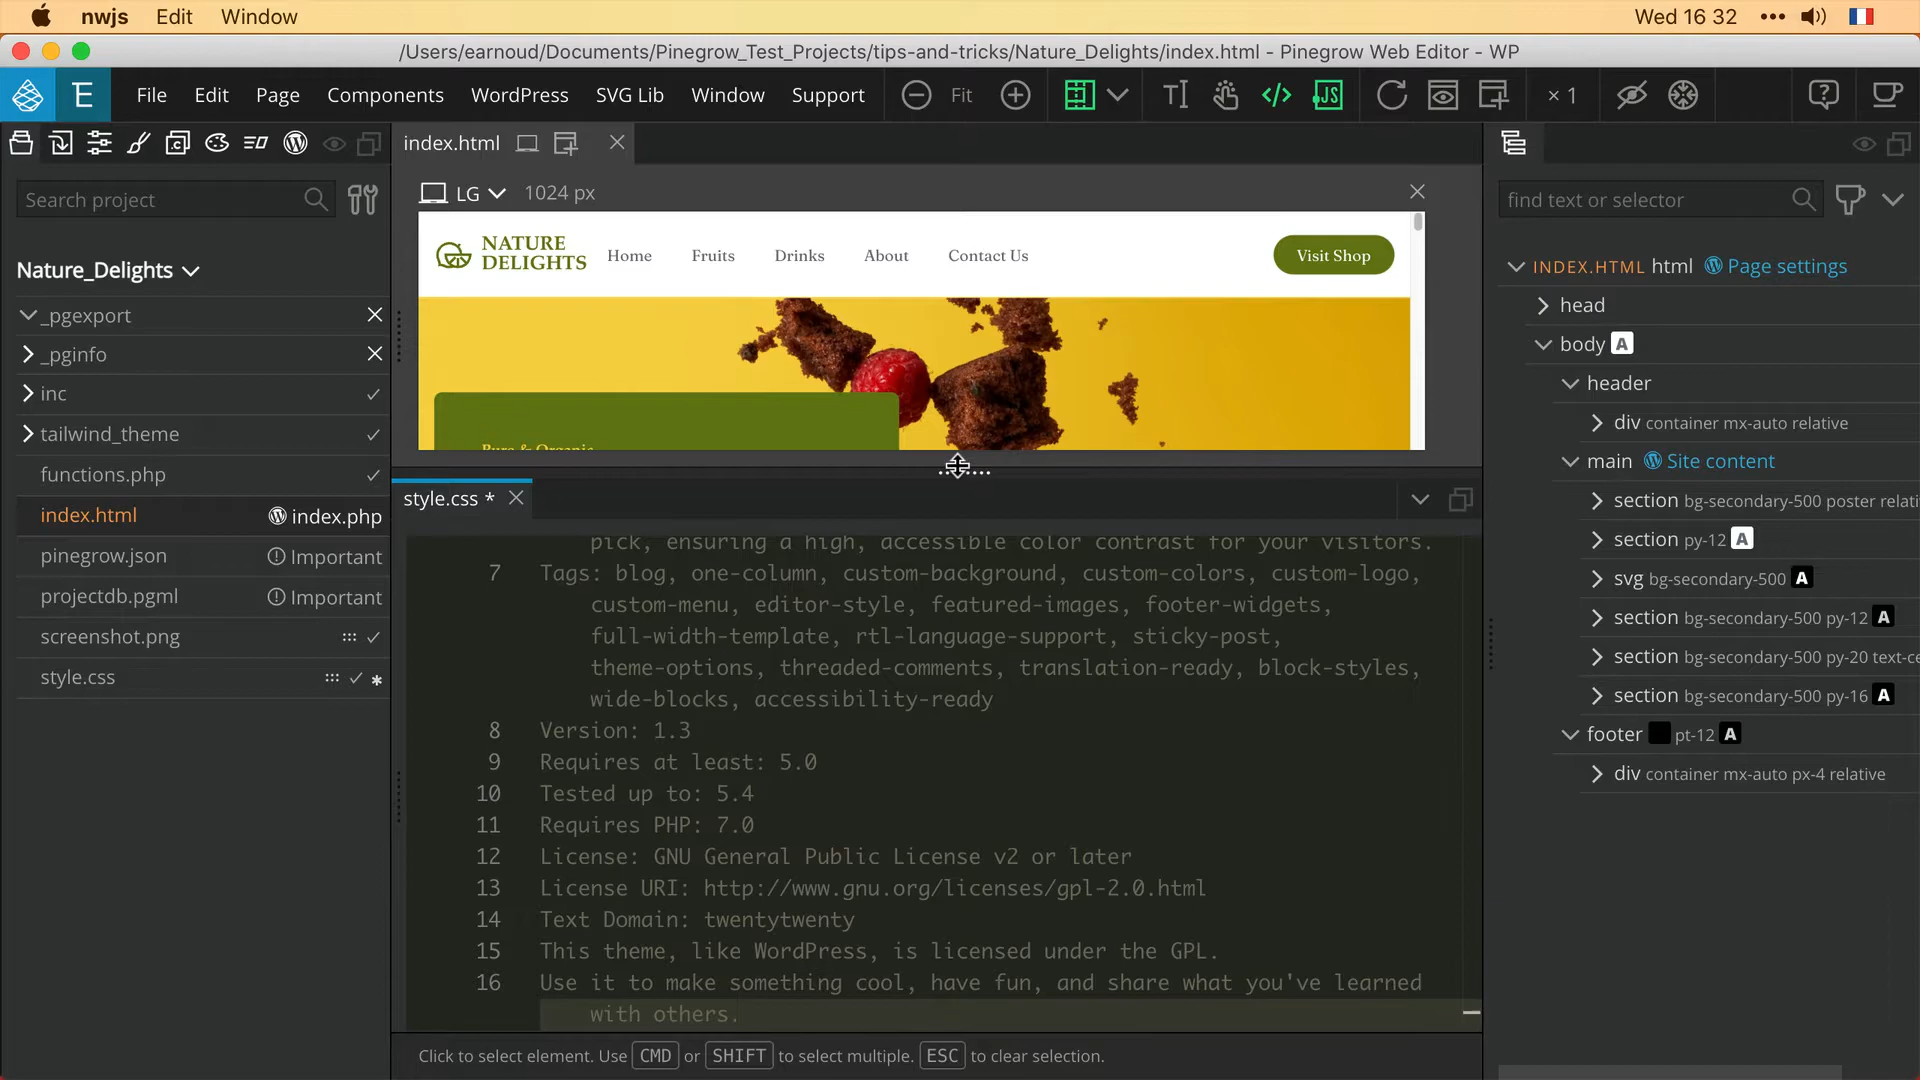 nwjs Edit Window Wed 16 32
/Users/earnoud/Documents/Pinegrow_Test_Projects/tips-and-tricks/Nature_Delights/index.html - Pinegrow Web Editor - WP
E File Edit Page Components WordPress SVG Lib Window Support Fit JS × 1
index.html
LG 1024 px
Search project
find text or selector
NATURE
DELIGHTS
Home Fruits Drinks About Contact Us Visit Shop
Pure & Organic
Nature_Delights
_pgexport
_pginfo
inc
tailwind_theme
functions.php
index.html index.php
pinegrow.json Important
projectdb.pgml Important
screenshot.png
style.css *
style.css *
pick, ensuring a high, accessible color contrast for your visitors.
7 Tags: blog, one-column, custom-background, custom-colors, custom-logo,
custom-menu, editor-style, featured-images, footer-widgets,
full-width-template, rtl-language-support, sticky-post,
theme-options, threaded-comments, translation-ready, block-styles,
wide-blocks, accessibility-ready
8 Version: 1.3
9 Requires at least: 5.0
10 Tested up to: 5.4
11 Requires PHP: 7.0
12 License: GNU General Public License v2 or later
13 License URI: http://www.gnu.org/licenses/gpl-2.0.html
14 Text Domain: twentytwenty
15 This theme, like WordPress, is licensed under the GPL.
16 Use it to make something cool, have fun, and share what you've learned
with others.
Click to select element. Use CMD or SHIFT to select multiple. ESC to clear selection.
INDEX.HTML html Page settings
head
body A
header
div container mx-auto relative
main Site content
section bg-secondary-500 poster relati
section py-12 A
svg bg-secondary-500 A
section bg-secondary-500 py-12 A
section bg-secondary-500 py-20 text-ce
section bg-secondary-500 py-16 A
footer pt-12 A
div container mx-auto px-4 relative